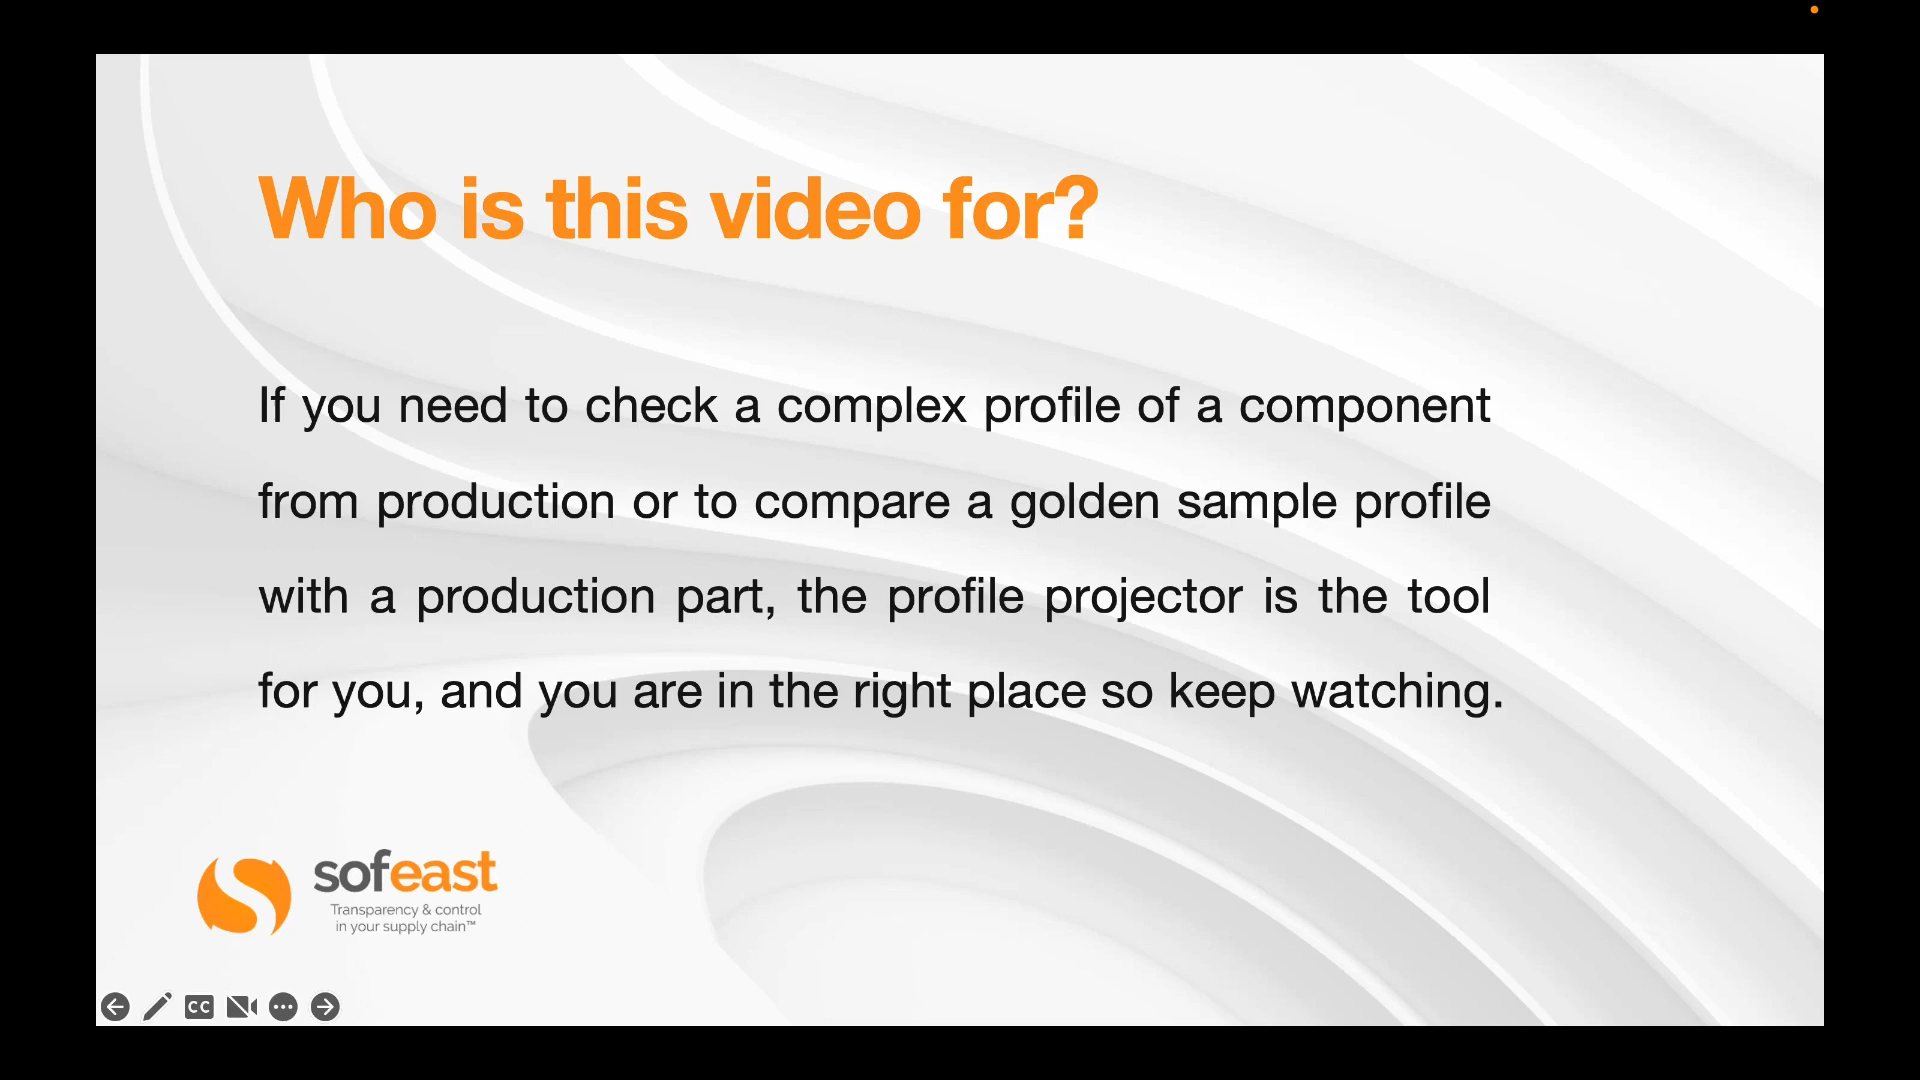 Who is this video for?
If you need to check a complex profile of a component
from production or to compare a golden sample profile
with a production part, the profile projector is the tool
for you, and you are in the right place so keep watching.
sofeast
Transparency & control
in your supply chain™
CC